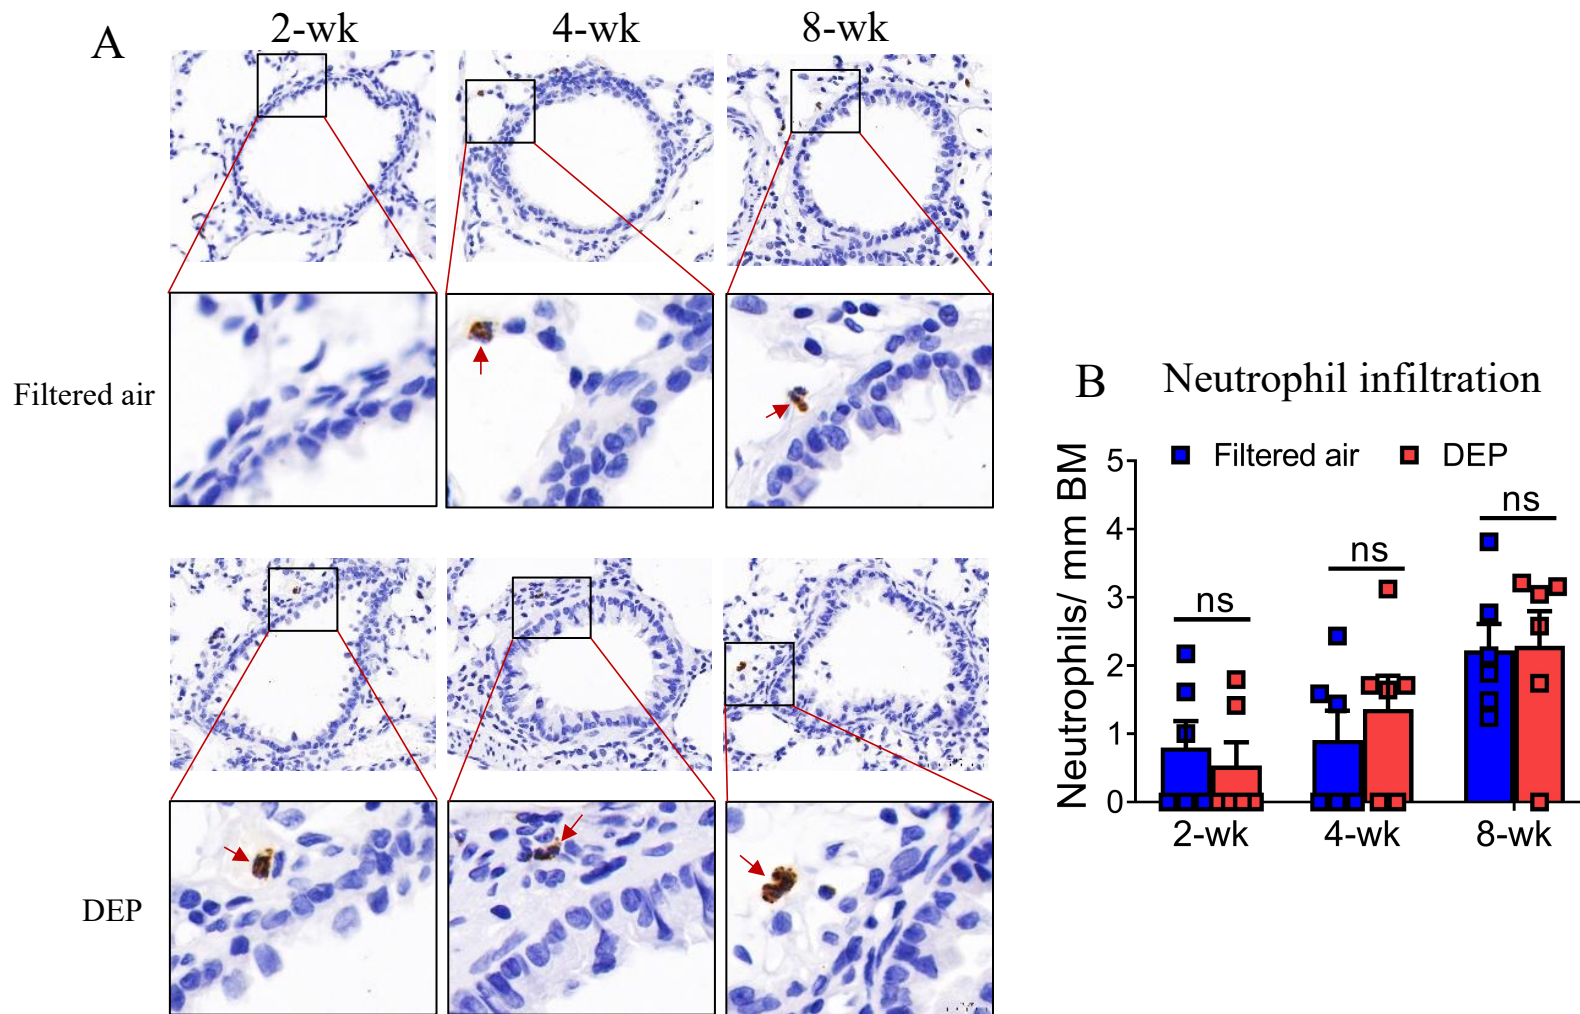 A
2-wk
4-wk
8-wk
Filtered air
DEP
B
Neutrophil infiltration
Filtered air
DEP
Neutrophils/ mm BM
5
4
3
2
1
0
ns
ns
ns
2-wk
4-wk
8-wk